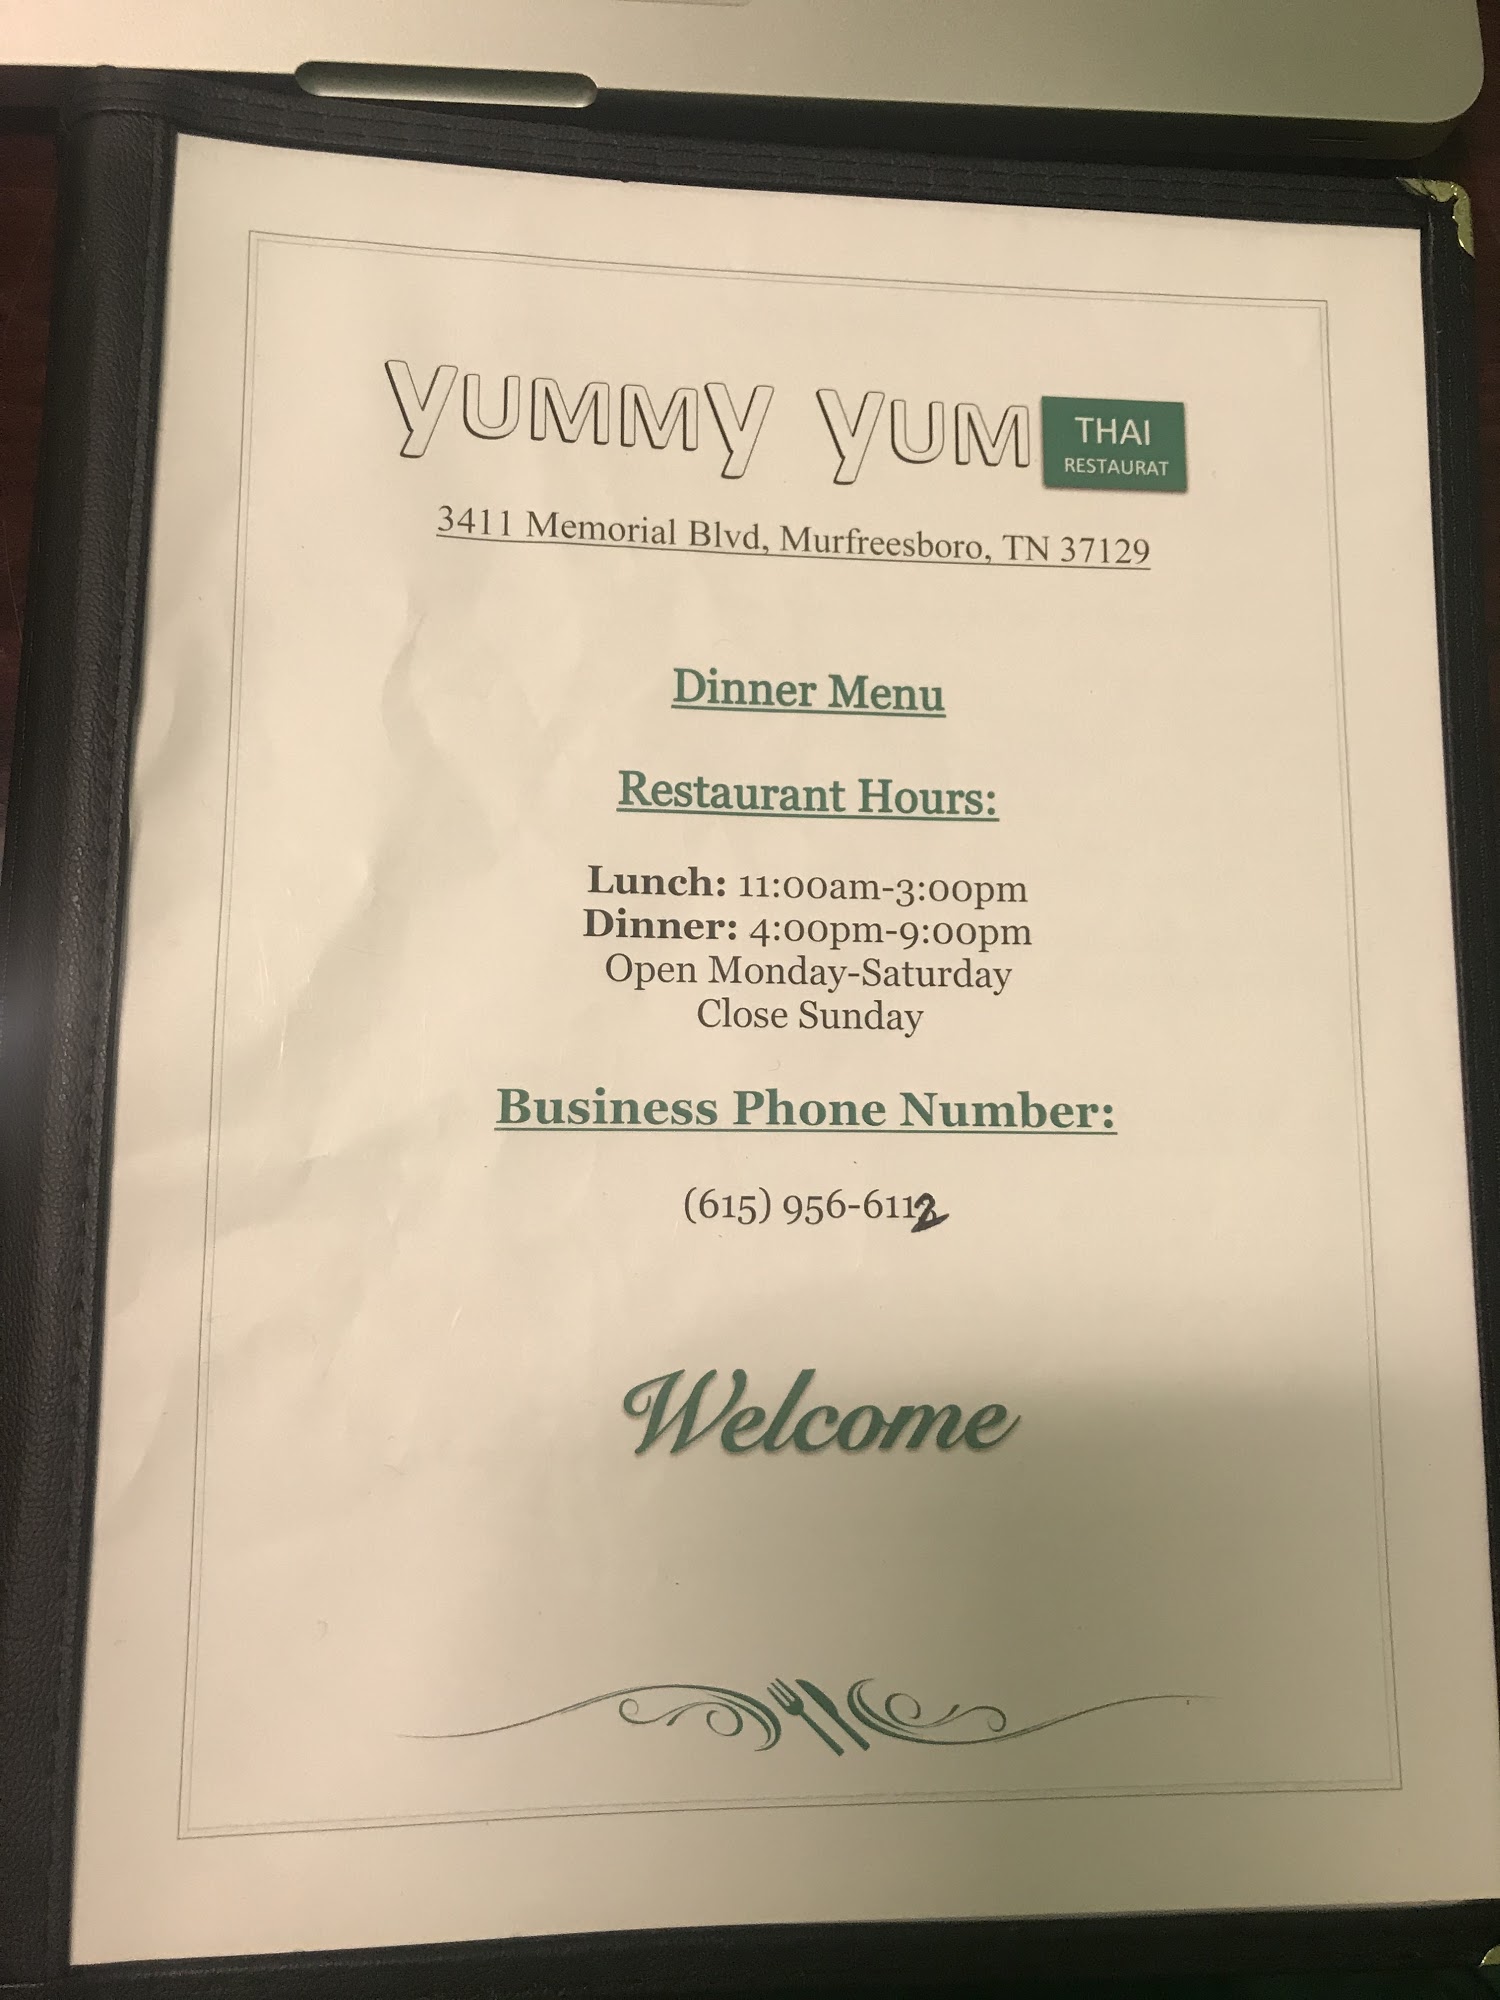 YUMMY YUM THAI
RESTAURAT
3411 Memorial Blvd, Murfreesboro, TN 37129
Dinner Menu
Restaurant Hours:
Lunch: 11:00am-3:00pm
Dinner: 4:00pm-9:00pm
Open Monday-Saturday
Close Sunday
Business Phone Number:
(615) 956-6112
Welcome